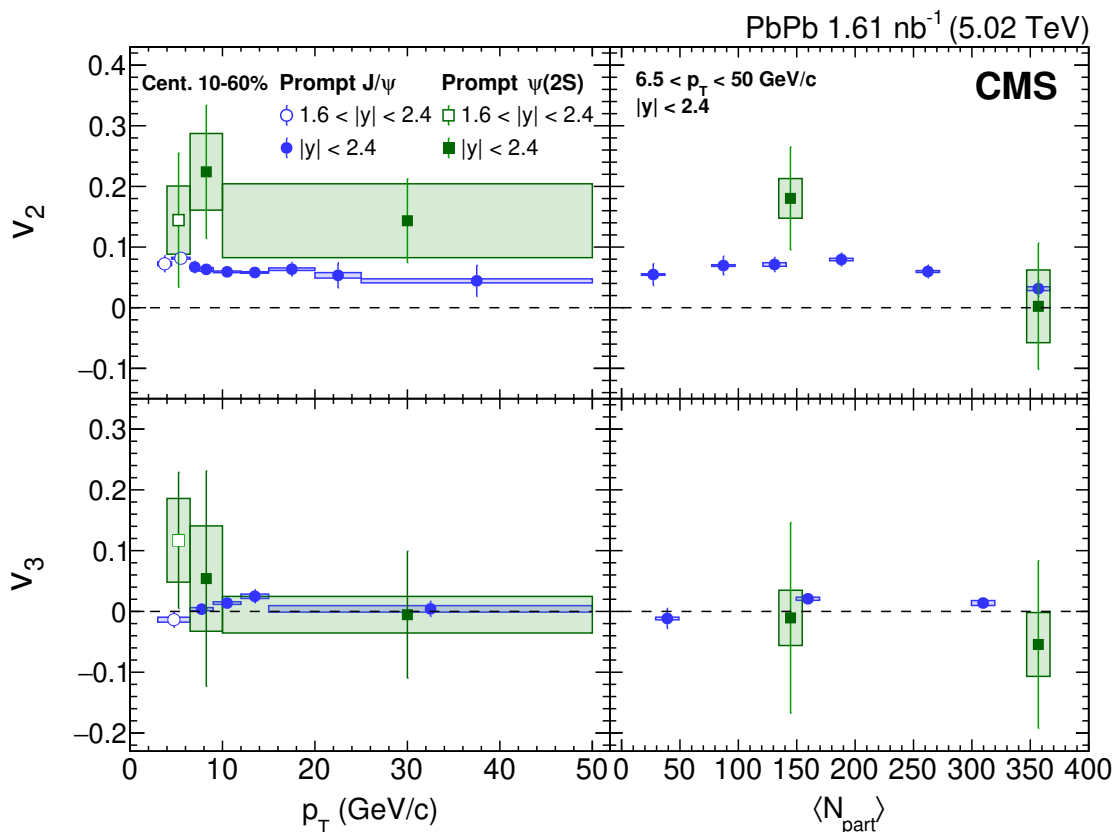 PbPb 1.61 nb⁻¹ (5.02 TeV)
Cent. 10-60% Prompt J/ψ Prompt ψ(2S)
1.6 < |y| < 2.4 1.6 < |y| < 2.4
|y| < 2.4 |y| < 2.4
6.5 < p_T < 50 GeV/c
|y| < 2.4
CMS
v₂
0.4
0.3
0.2
0.1
0
−0.1
v₃
0.3
0.2
0.1
0
−0.1
−0.2
0 10 20 30 40 50
p_T (GeV/c)
0 50 100 150 200 250 300 350 400
⟨N_part⟩